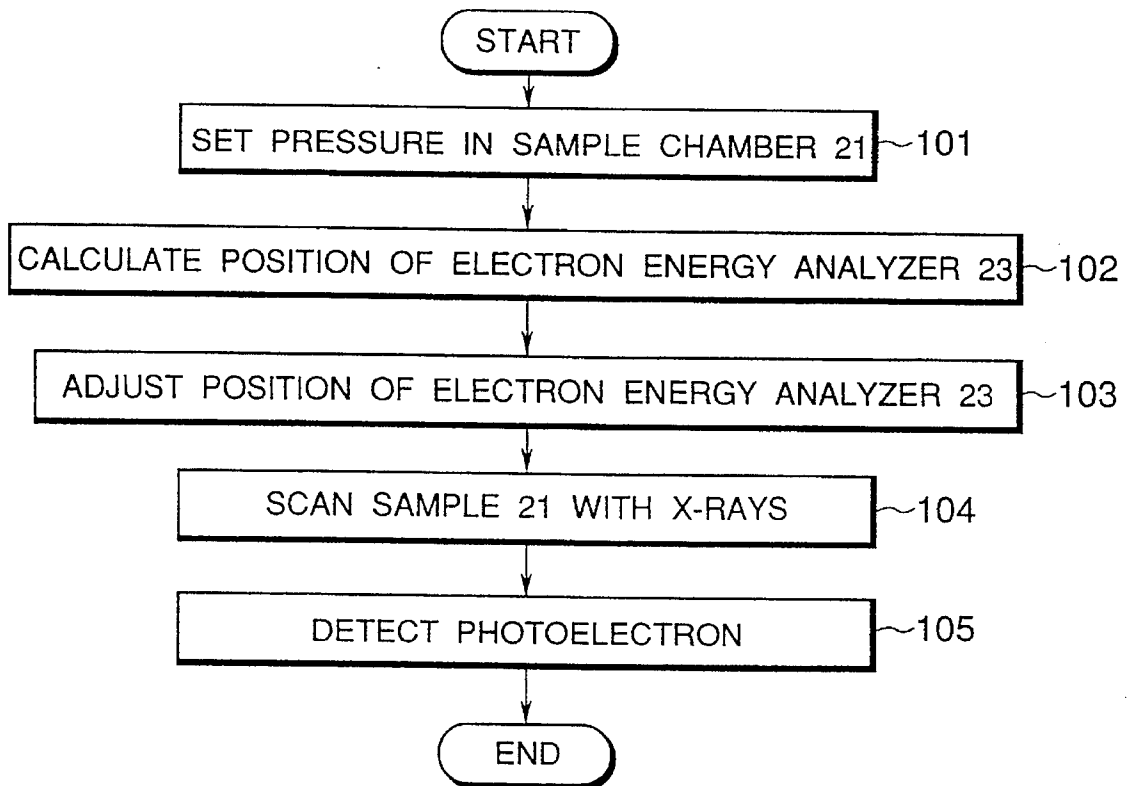 START
SET PRESSURE IN SAMPLE CHAMBER 21 101
CALCULATE POSITION OF ELECTRON ENERGY ANALYZER 23 102
ADJUST POSITION OF ELECTRON ENERGY ANALYZER 23 103
SCAN SAMPLE 21 WITH X-RAYS 104
DETECT PHOTOELECTRON 105
END